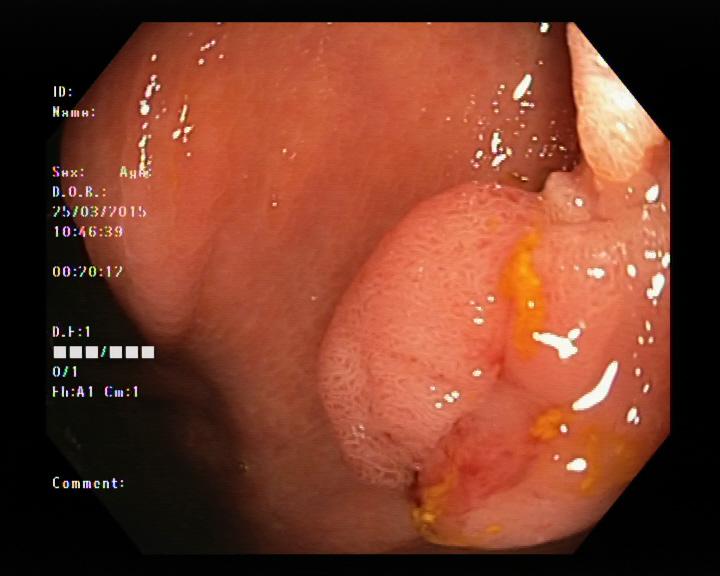 ID:
Name:
Sex: Age:
D.O.B.:
25/03/2015
10:46:39
00:20:12
D.F:1
■■■/■■■
0/1
Eh:A1 Cm:1
Comment: